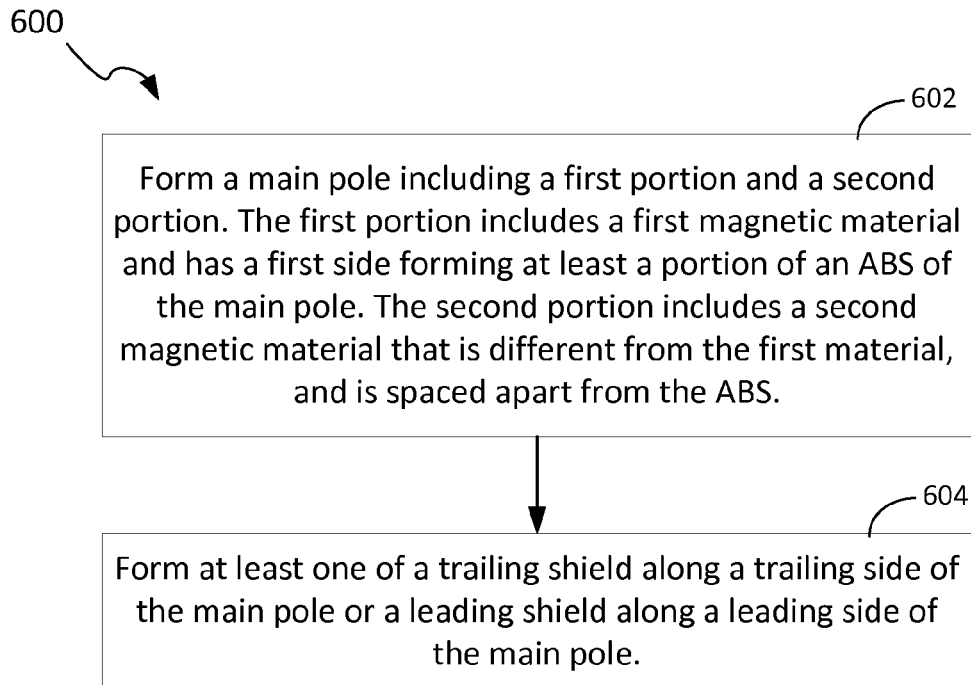 600
602
Form a main pole including a first portion and a second
portion. The first portion includes a first magnetic material
and has a first side forming at least a portion of an ABS of
the main pole. The second portion includes a second
magnetic material that is different from the first material,
and is spaced apart from the ABS.
604
Form at least one of a trailing shield along a trailing side of
the main pole or a leading shield along a leading side of
the main pole.